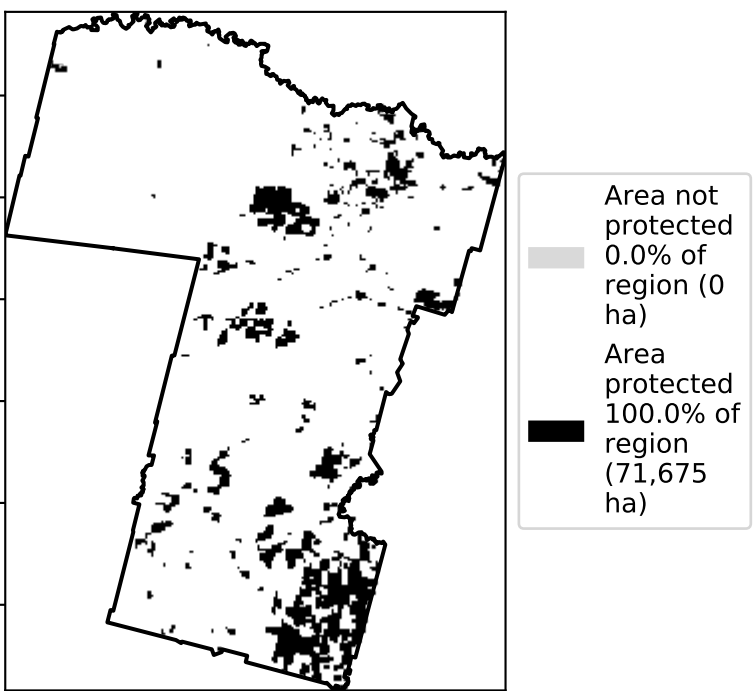 Area not
protected
0.0% of
region (0
ha)
Area
protected
100.0% of
region
(71,675
ha)